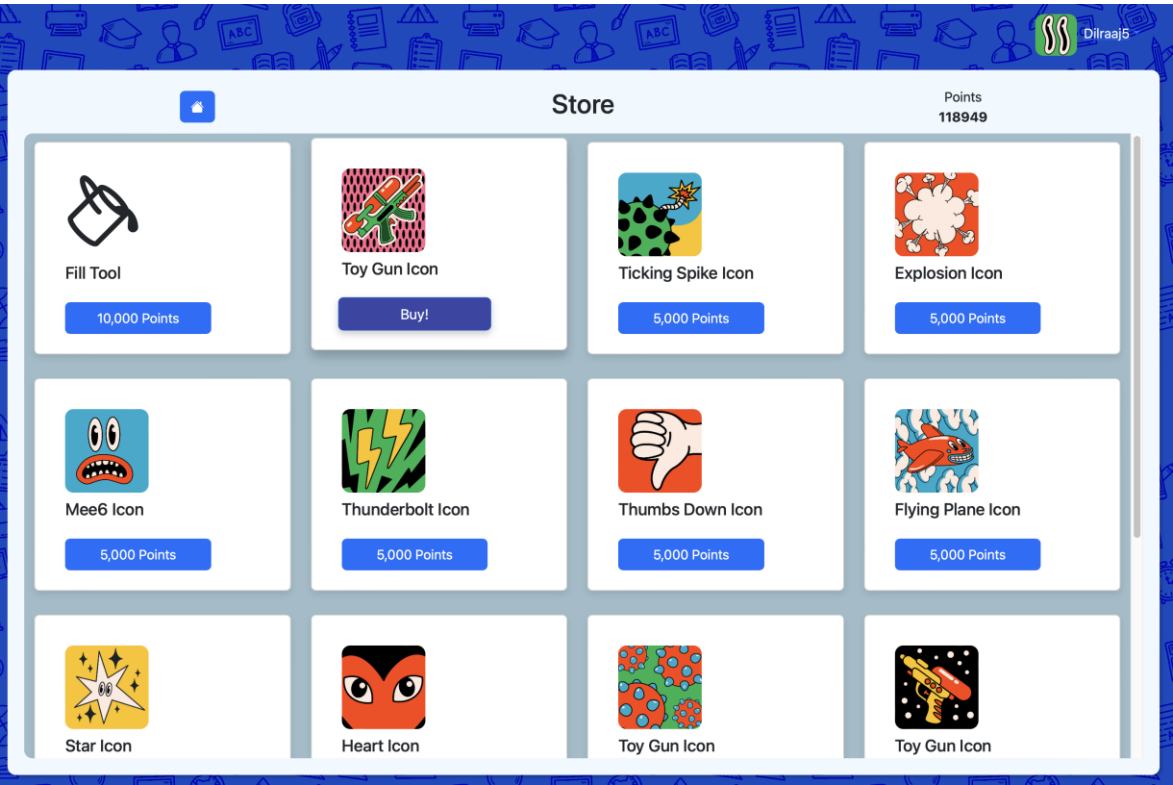 ABC
ABC
Dilraaj5
Store
Points
118949
Fill Tool
Toy Gun Icon
Ticking Spike Icon
Explosion Icon
10,000 Points
Buy!
5,000 Points
5,000 Points
Mee6 Icon
Thunderbolt Icon
Thumbs Down Icon
Flying Plane Icon
5,000 Points
5,000 Points
5,000 Points
5,000 Points
Star Icon
Heart Icon
Toy Gun Icon
Toy Gun Icon